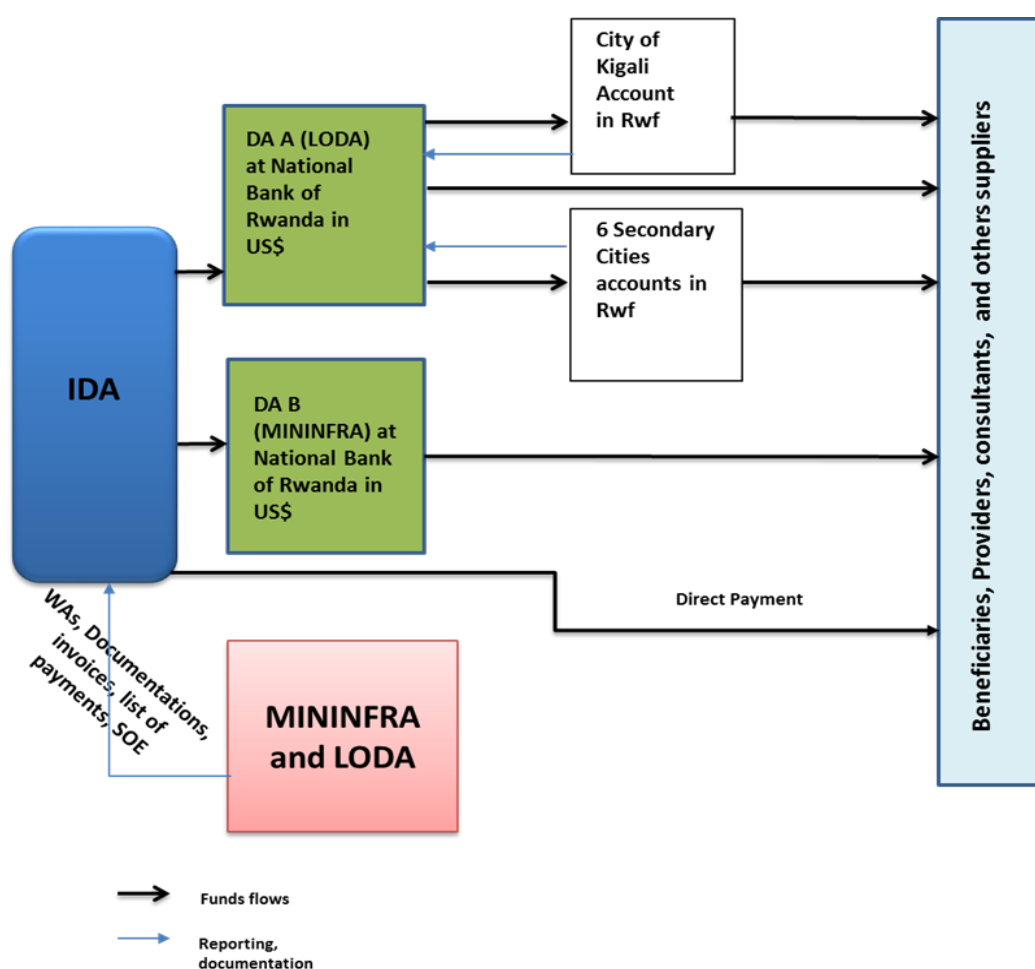 City of
Kigali
Account
in Rwf
DA A (LODA)
at National
Bank of
Rwanda in
US$
6 Secondary
Cities
accounts in
Rwf
IDA
DA B
(MININFRA) at
National Bank
of Rwanda in
US$
Beneficiaries, Providers, consultants, and others suppliers
Direct Payment
WAs, Documentations,
invoices, list of
payments, SOE
MININFRA
and LODA
Funds flows
Reporting,
documentation